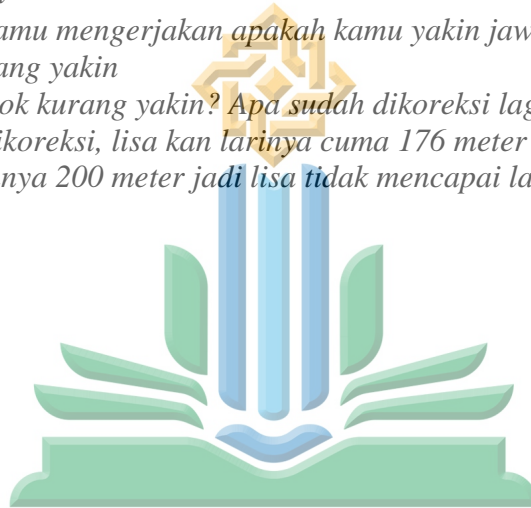 amu mengerjakan apakah kamu yakin jaw
ang yakin
ok kurang yakin? Apa sudah dikoreksi lag
ikoreksi, lisa kan larinya cuma 176 meter
nya 200 meter jadi lisa tidak mencapai la